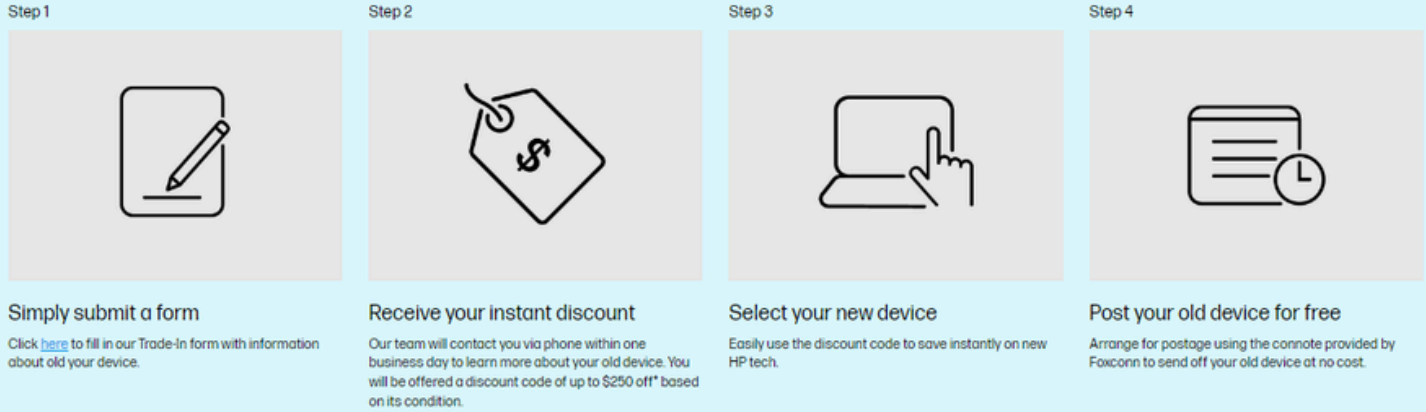 Step 1
Step 2
Step 3
Step 4
$
Simply submit a form
Click here to fill in our Trade-In form with information
about old your device.
Receive your instant discount
Our team will contact you via phone within one
business day to learn more about your old device. You
will be offered a discount code of up to $250 off* based
on its condition.
Select your new device
Easily use the discount code to save instantly on new
HP tech.
Post your old device for free
Arrange for postage using the connote provided by
Foxconn to send off your old device at no cost.